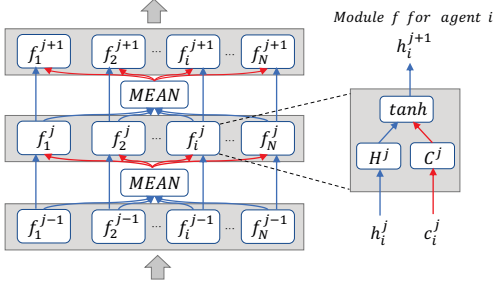 Module f for agent i
h_i^{j+1}
f_1^{j+1} f_2^{j+1} ... f_i^{j+1} ... f_N^{j+1}
MEAN
tanh
f_1^j f_2^j ... f_i^j ... f_N^j
H^j C^j
MEAN
f_1^{j-1} f_2^{j-1} ... f_i^{j-1} ... f_N^{j-1}
h_i^j c_i^j